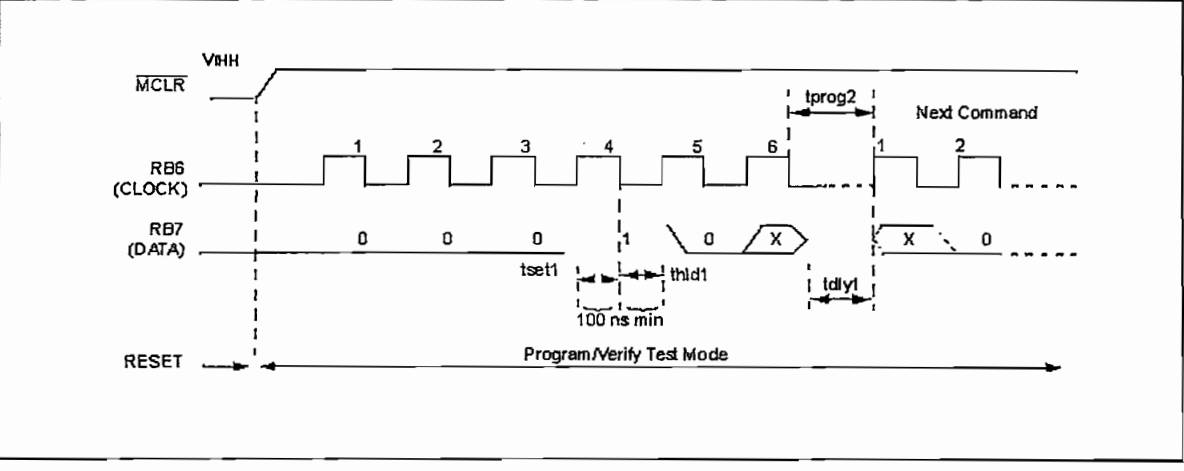 VIHH
MCLR
tprog2
Next Command
1 2 3 4 5 6 1 2
RB6
(CLOCK)
RB7
(DATA)
0 0 0 1 0 X X 0
tset1 thld1 tdly1
100 ns min
RESET Program/Verify Test Mode